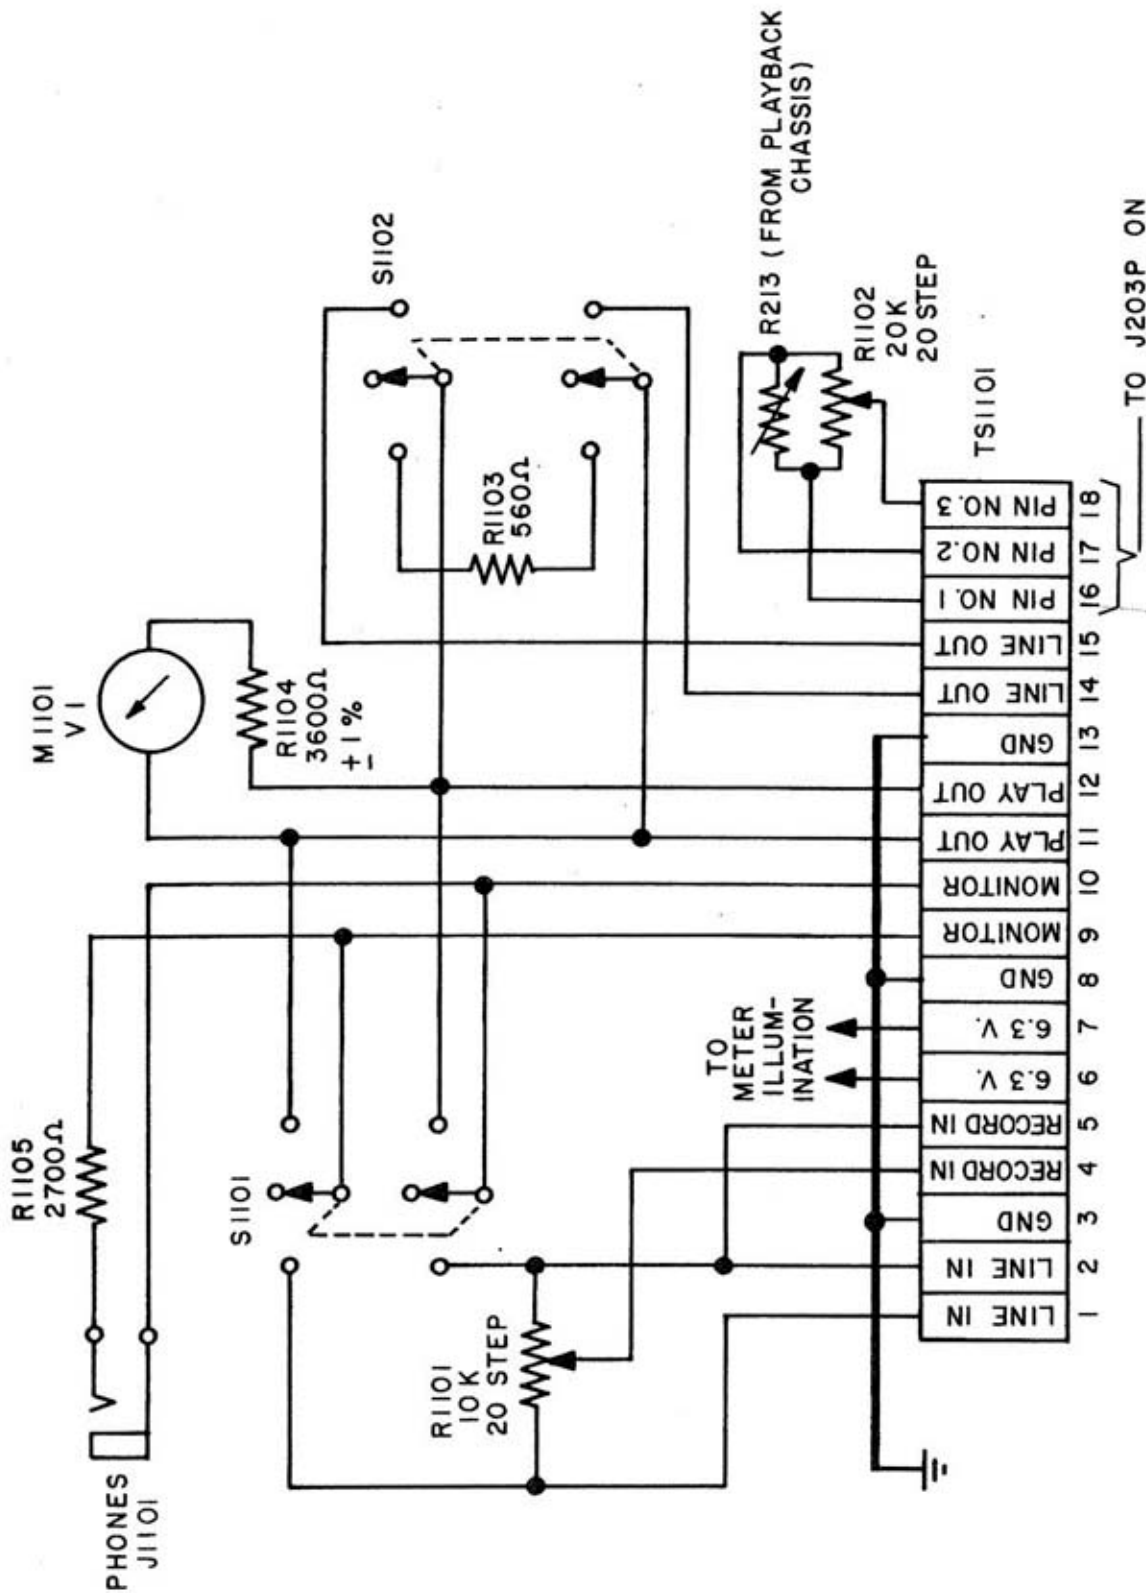 PHONES
J1101
R1105
2700Ω
M1101
V1
R1104
3600Ω
±1%
S1101
S1102
R1103
560Ω
R1101
10K
20 STEP
TO
METER
ILLUM-
INATION
R213 (FROM PLAYBACK
CHASSIS)
R1102
20K
20 STEP
TS1101
LINE IN
LINE IN
GND
RECORD IN
RECORD IN
6.3 V.
6.3 V.
GND
MONITOR
MONITOR
PLAY OUT
PLAY OUT
GND
LINE OUT
LINE OUT
PIN NO. 1
PIN NO. 2
PIN NO. 3
1 2 3 4 5 6 7 8 9 10 11 12 13 14 15 16 17 18
TO J203P ON